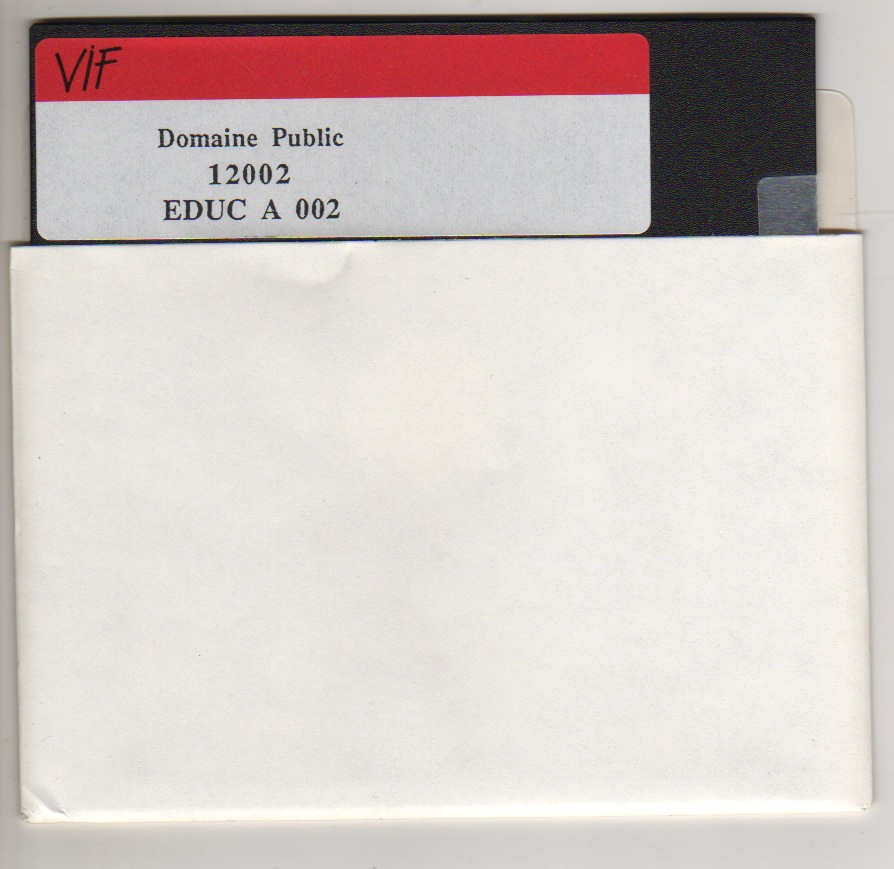 VIF
Domaine Public
12002
EDUC A 002